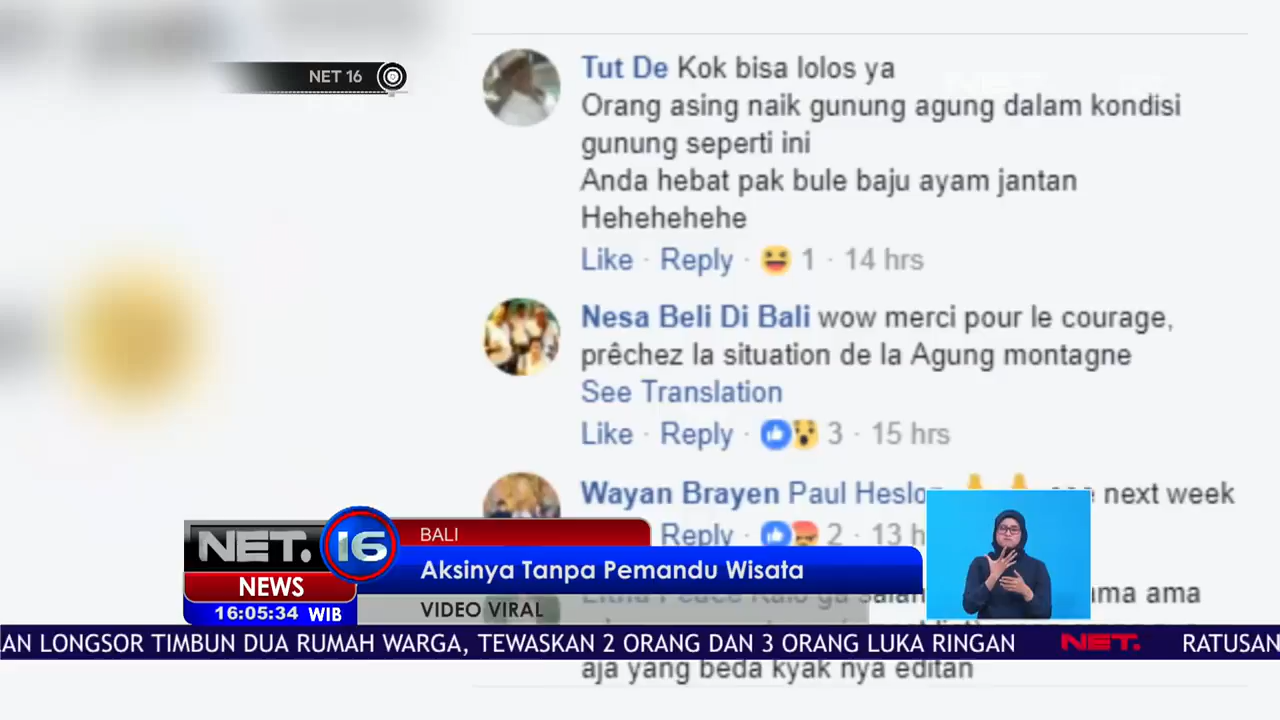 NET 16
Tut De Kok bisa lolos ya
Orang asing naik gunung agung dalam kondisi
gunung seperti ini
Anda hebat pak bule baju ayam jantan
Hehehehehe
Like · Reply · 1 · 14 hrs
Nesa Beli Di Bali wow merci pour le courage,
prêchez la situation de la Agung montagne
See Translation
Like · Reply · 3 · 15 hrs
Wayan Brayen Paul next week
Reply · 2 · 13 h
NET. 16
NEWS
16:05:34 WIB
BALI
Aksinya Tanpa Pemandu Wisata
VIDEO VIRAL
ama ama
AN LONGSOR TIMBUN DUA RUMAH WARGA, TEWASKAN 2 ORANG DAN 3 ORANG LUKA RINGAN NET. RATUSAN
aja yang beda kyak nya editan